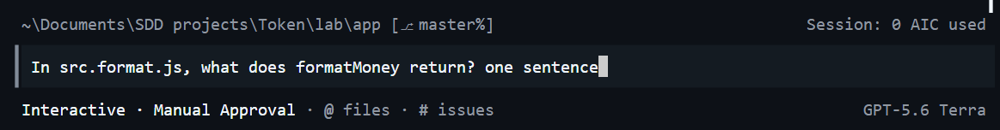 ~\Documents\SDD projects\Token\lab\app [⎇ master%]
Session: 0 AIC used
In src.format.js, what does formatMoney return? one sentence
Interactive · Manual Approval · @ files · # issues
GPT-5.6 Terra